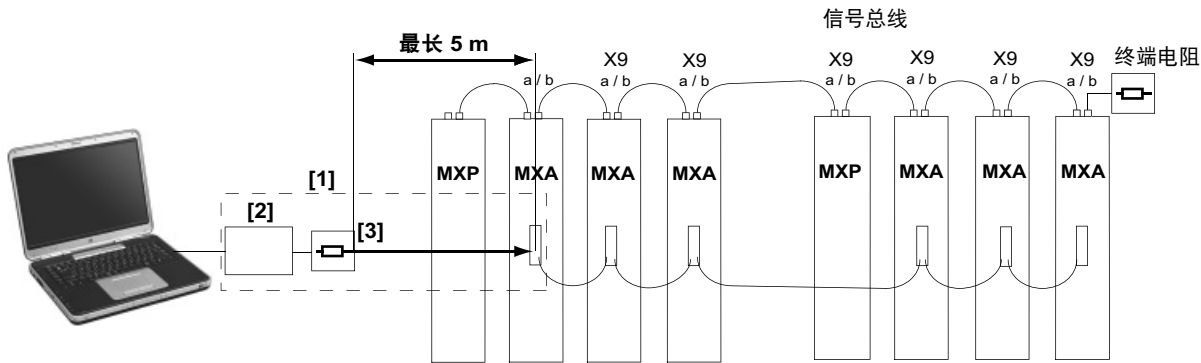 信号总线
最长 5 m
X9
a / b
X9
a / b
X9
a / b
X9
a / b
X9
a / b
X9
a / b
终端电阻
a / b
MXP
MXA
MXA
MXA
MXP
MXA
MXA
MXA
[1]
[2]
[3]